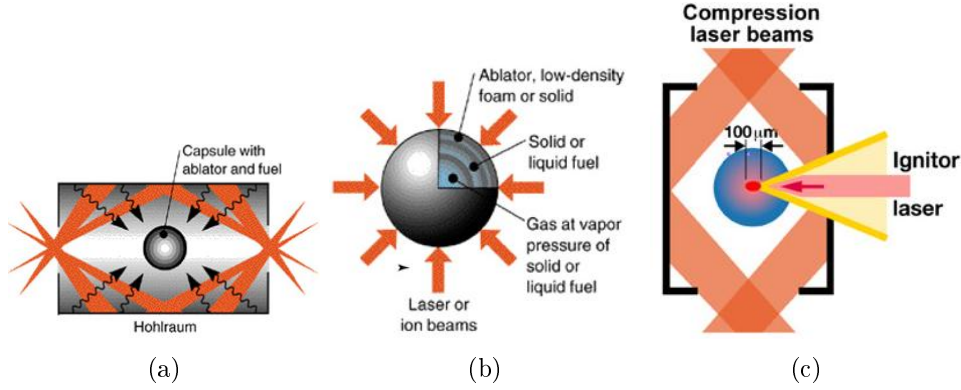 Capsule with
ablator and fuel
Hohlraum
(a)
Ablator, low-density
foam or solid
Solid or
liquid fuel
Gas at vapor
pressure of
solid or
liquid fuel
Laser or
ion beams
(b)
Compression
laser beams
100 μm
Ignitor
laser
(c)